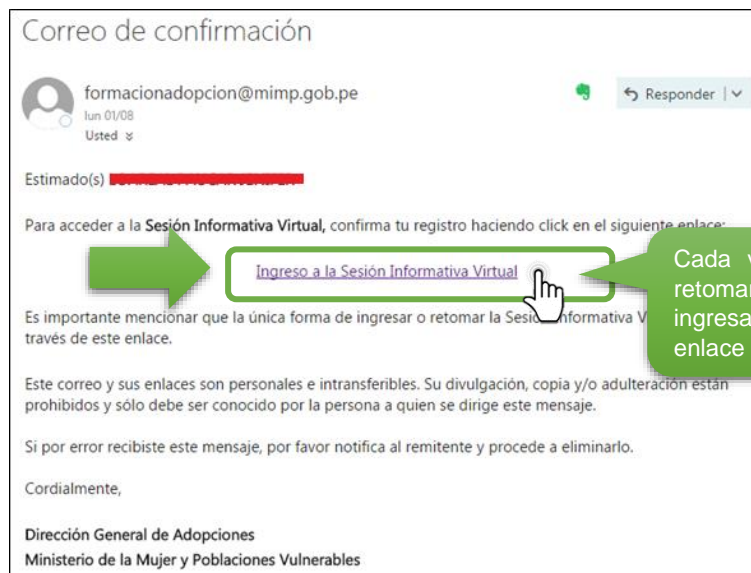 Correo de confirmación
formacionadopcion@mimp.gob.pe
lun 01/08
Usted
Responder
Estimado(s)
Para acceder a la Sesión Informativa Virtual, confirma tu registro haciendo click en el siguiente enlace:
Ingreso a la Sesión Informativa Virtual
Cada
retomar
ingresa
enlace
Es importante mencionar que la única forma de ingresar o retomar la Sesión Informativa
través de este enlace.
Este correo y sus enlaces son personales e intransferibles. Su divulgación, copia y/o adulteración están
prohibidos y sólo debe ser conocido por la persona a quien se dirige este mensaje.
Si por error recibiste este mensaje, por favor notifica al remitente y procede a eliminarlo.
Cordialmente,
Dirección General de Adopciones
Ministerio de la Mujer y Poblaciones Vulnerables